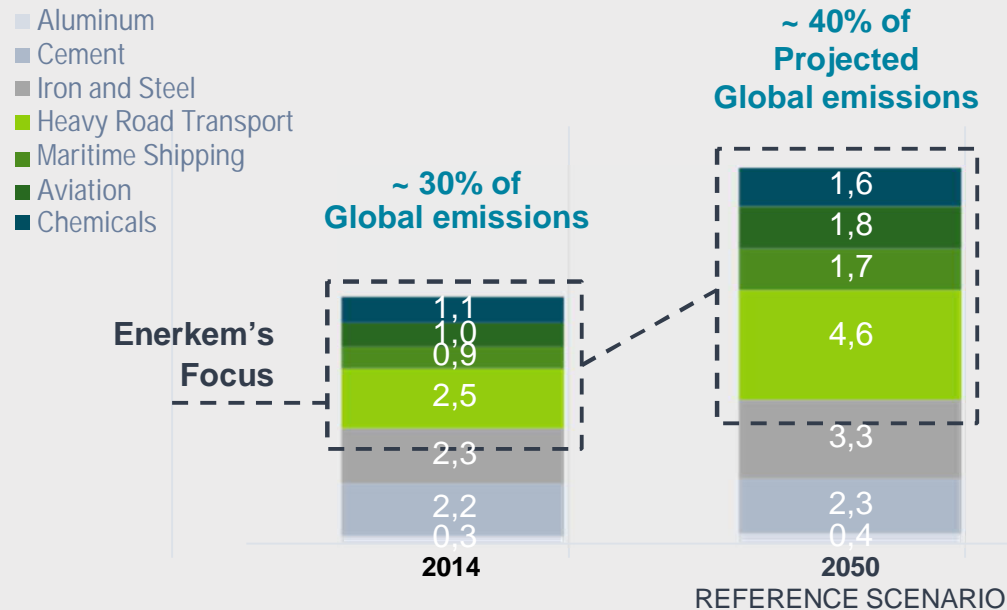 Aluminum
Cement
Iron and Steel
Heavy Road Transport
Maritime Shipping
Aviation
Chemicals
~ 30% of
Global emissions
~ 40% of
Projected
Global emissions
Enerkem's
Focus
1,1
1,0
0,9
2,5
2,3
2,2
0,3
2014
1,6
1,8
1,7
4,6
3,3
2,3
0,4
2050
REFERENCE SCENARIO